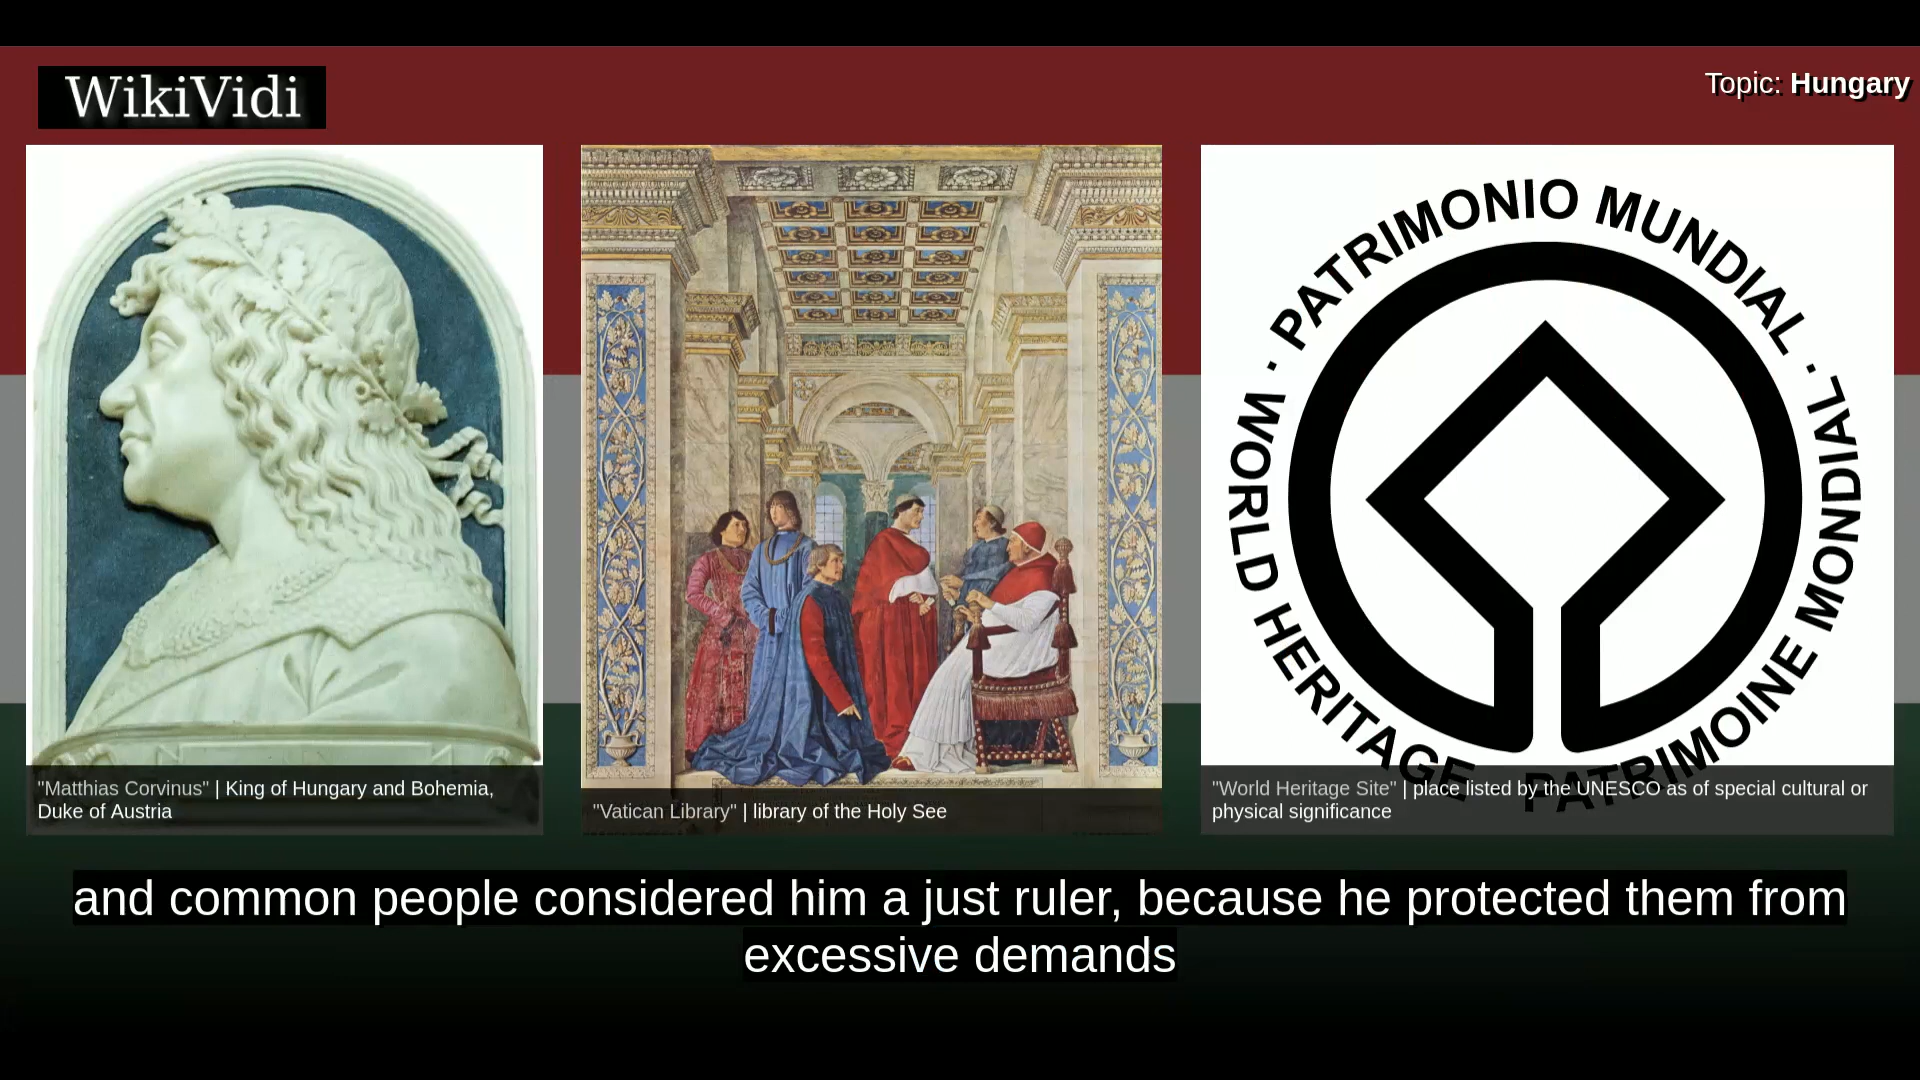 WikiVidi
Topic: Hungary
· PATRIMONIO MUNDIAL ·
WORLD HERITAGE
PATRIMOINE MONDIAL
"Matthias Corvinus" | King of Hungary and Bohemia,
Duke of Austria
"Vatican Library" | library of the Holy See
"World Heritage Site" | place listed by the UNESCO as of special cultural or
physical significance
and common people considered him a just ruler, because he protected them from
excessive demands